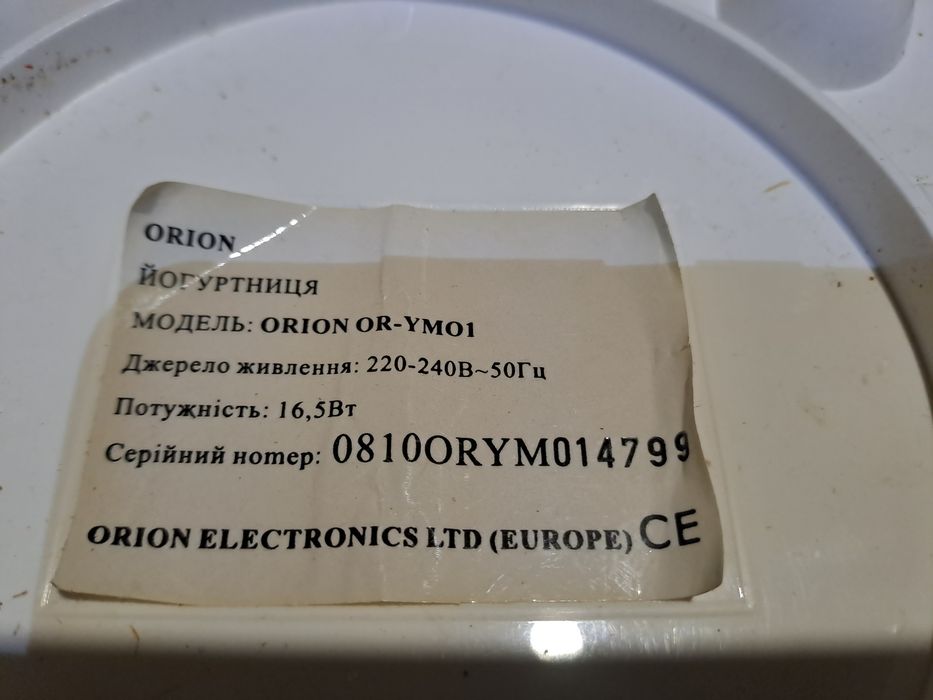 ORION
ЙОГУРТНИЦЯ
МОДЕЛЬ: ORION OR-YM01
Джерело живлення: 220-240В~50Гц
Потужність: 16,5Вт
Серійний номер: 0810ORYM014799
ORION ELECTRONICS LTD (EUROPE) CE